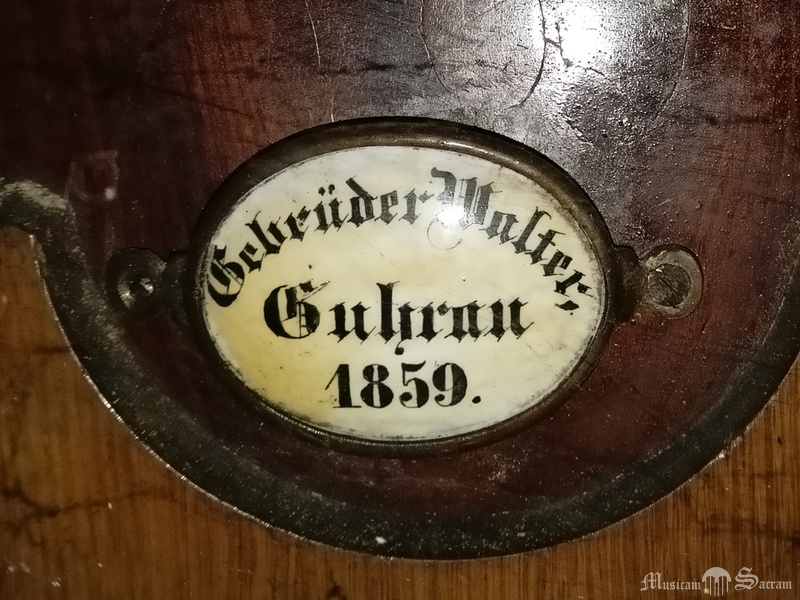 Gebrüder Walter,
Guhrau
1859.
Musicam Sacram